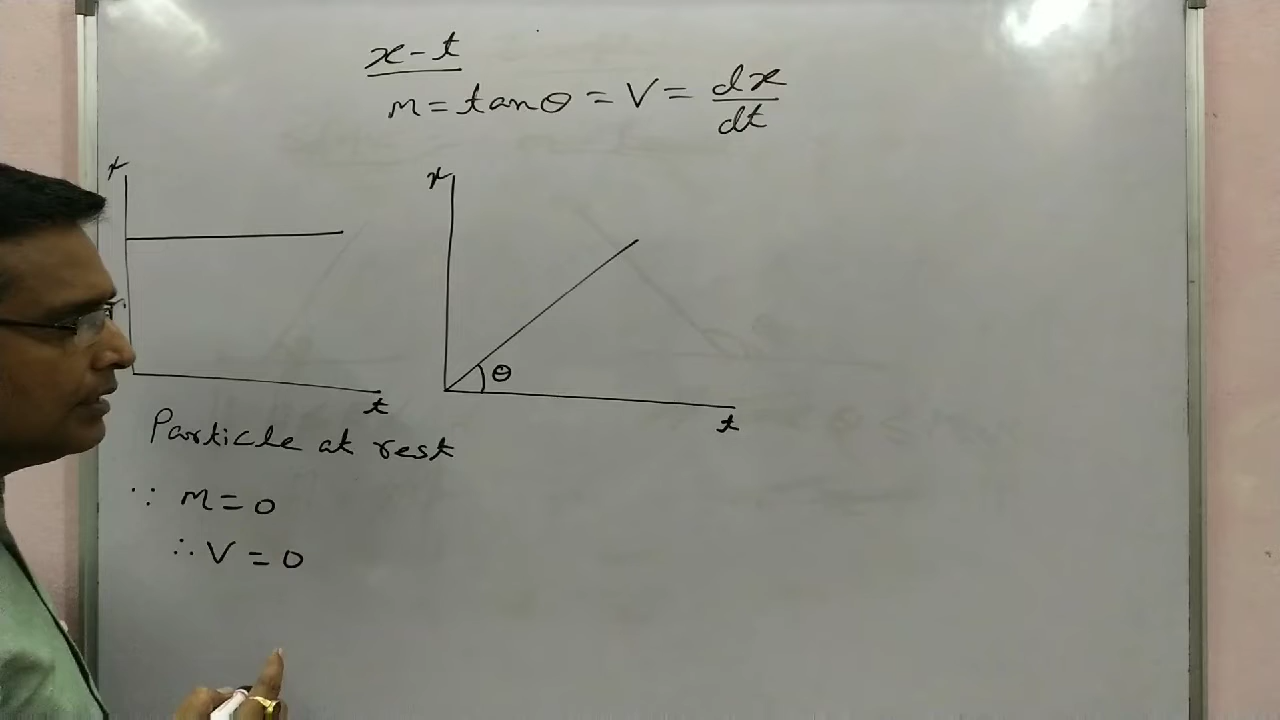 x-t
m = tanθ = V = dx/dt
x
t
Particle at rest
∵ m = 0
∴ V = 0
x
θ
t